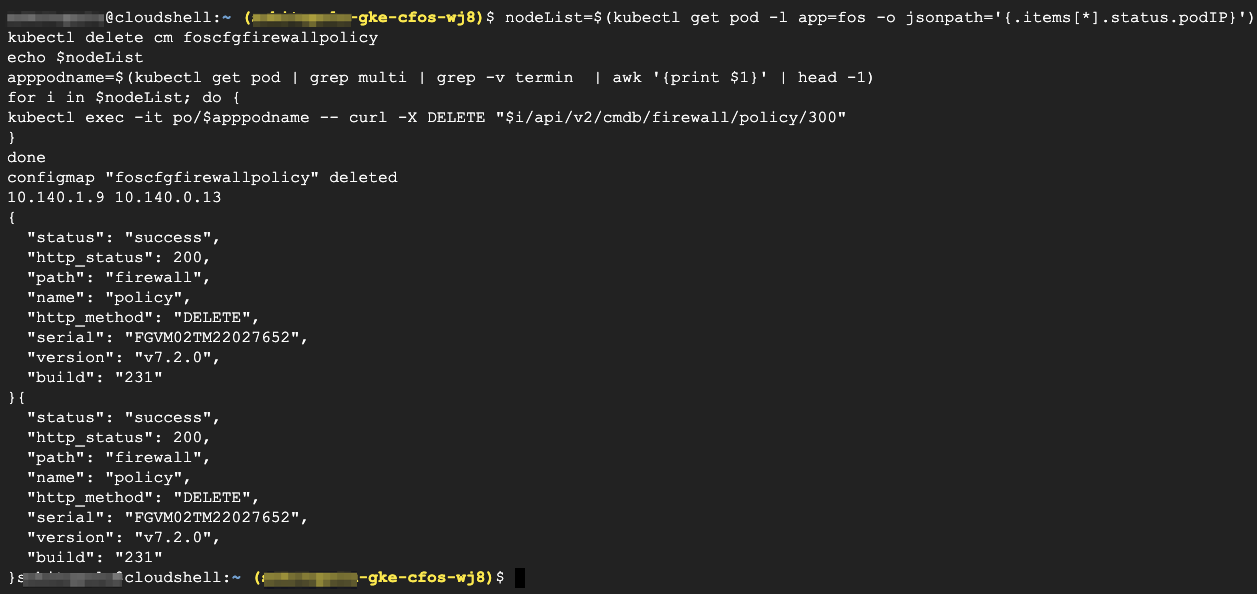 @cloudshell:~ (-gke-cfos-wj8)$ nodeList=$(kubectl get pod -l app=fos -o jsonpath='{.items[*].status.podIP}')
kubectl delete cm foscfgfirewallpolicy
echo $nodeList
apppodname=$(kubectl get pod | grep multi | grep -v termin  | awk '{print $1}' | head -1)
for i in $nodeList; do {
kubectl exec -it po/$apppodname -- curl -X DELETE "$i/api/v2/cmdb/firewall/policy/300"
}
done
configmap "foscfgfirewallpolicy" deleted
10.140.1.9 10.140.0.13
{
  "status": "success",
  "http_status": 200,
  "path": "firewall",
  "name": "policy",
  "http_method": "DELETE",
  "serial": "FGVM02TM22027652",
  "version": "v7.2.0",
  "build": "231"
}{
  "status": "success",
  "http_status": 200,
  "path": "firewall",
  "name": "policy",
  "http_method": "DELETE",
  "serial": "FGVM02TM22027652",
  "version": "v7.2.0",
  "build": "231"
}cloudshell:~ (-gke-cfos-wj8)$